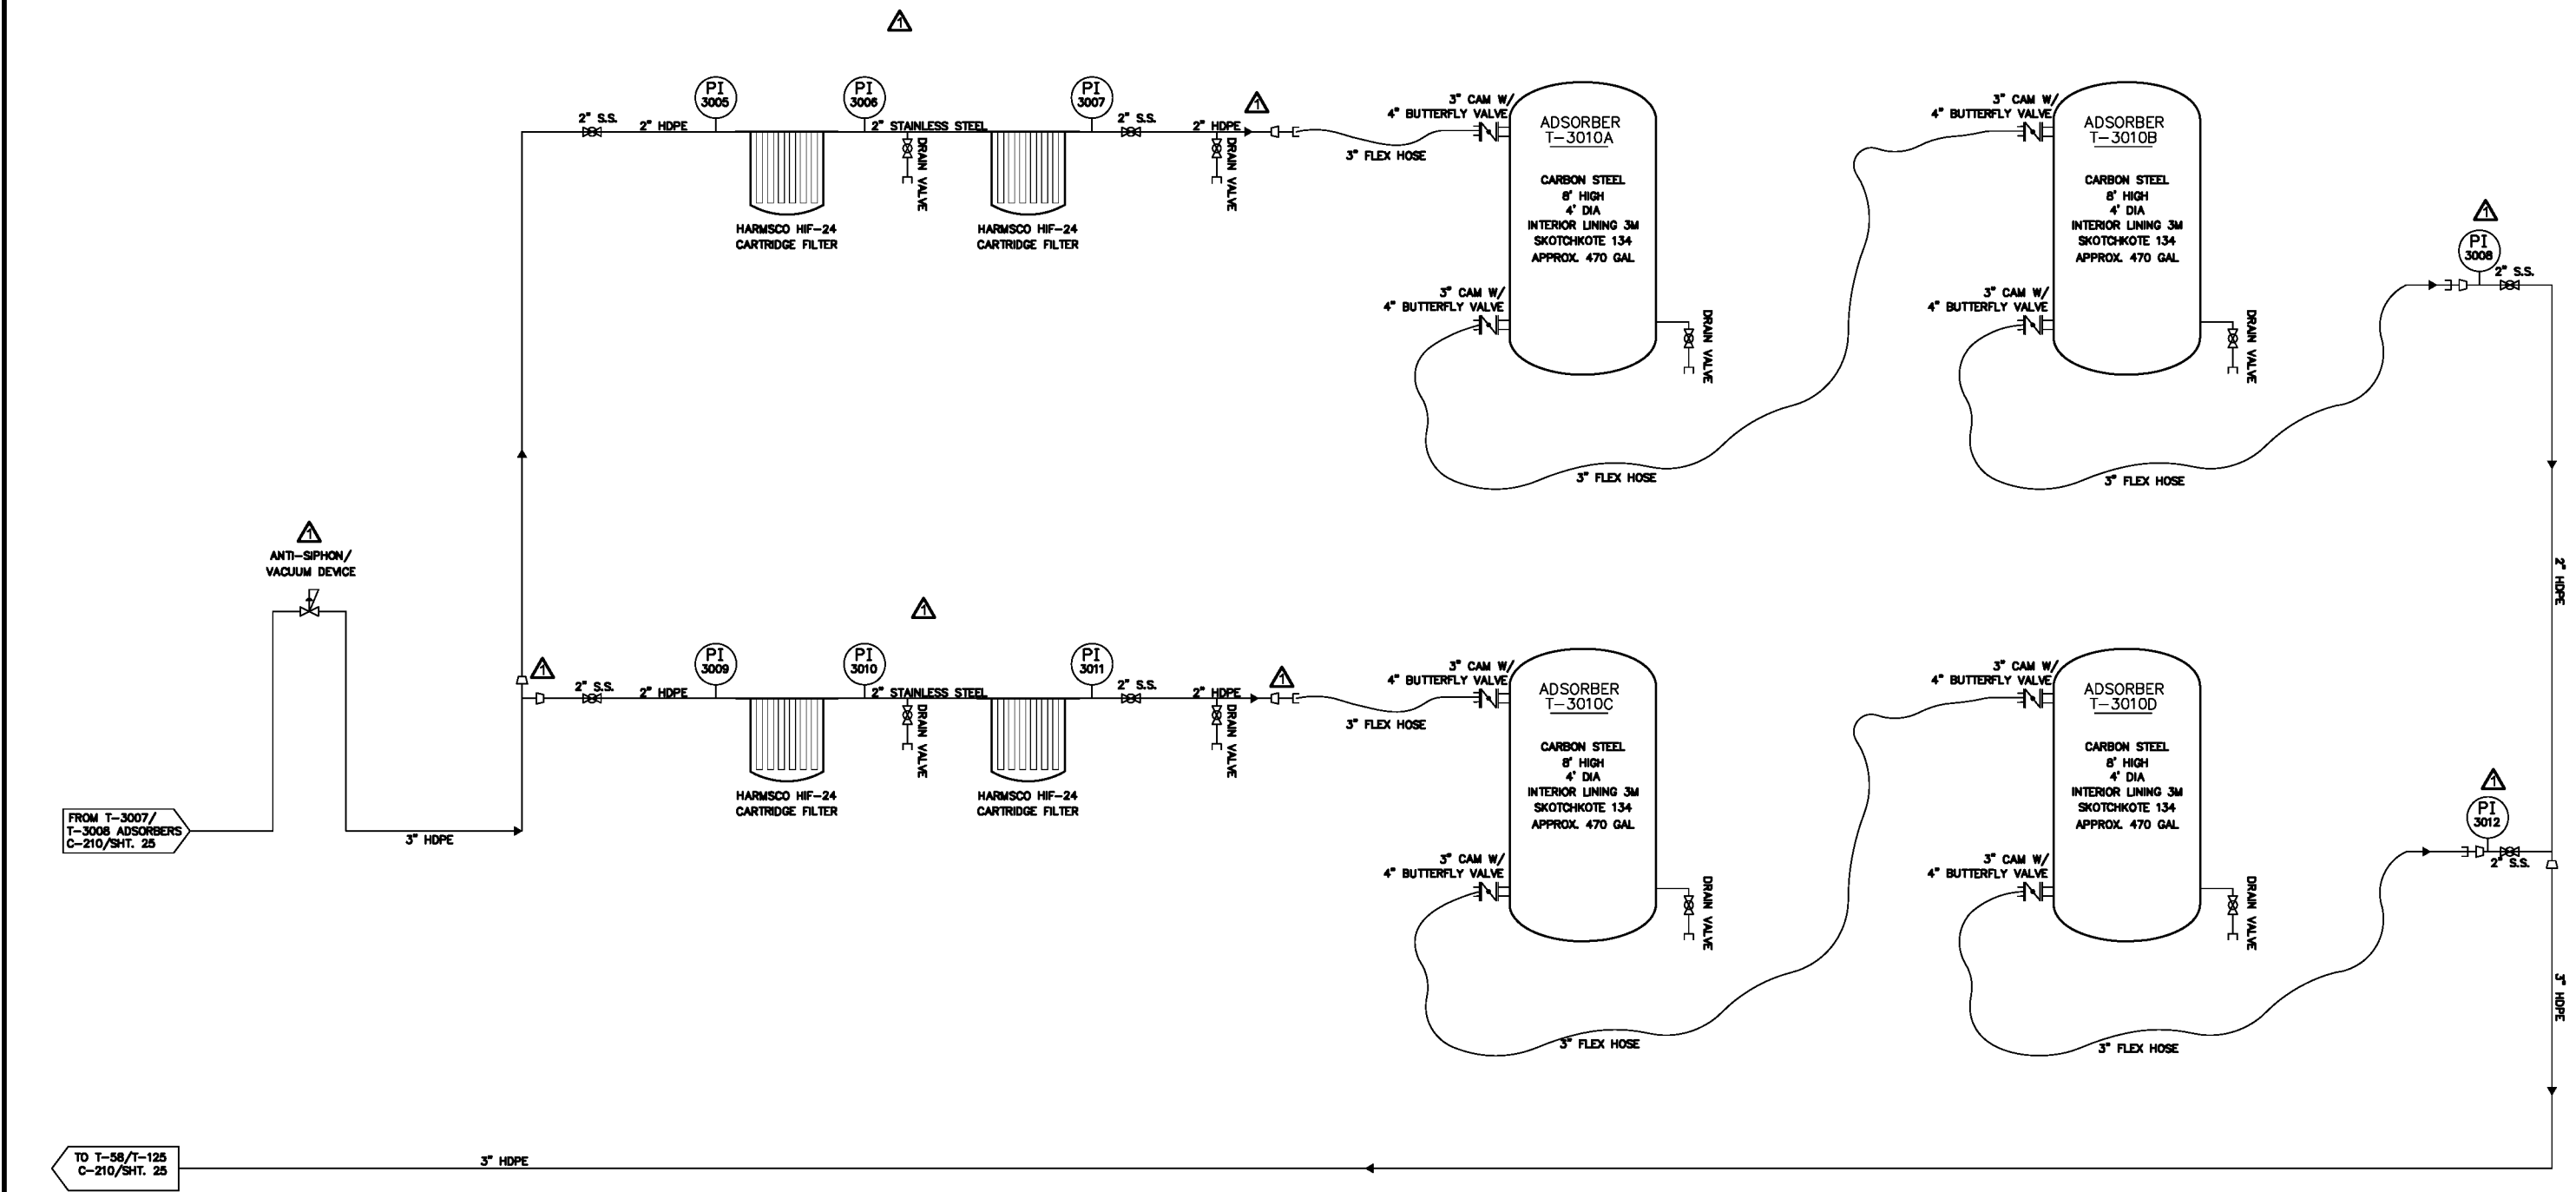 1
PI
3005
PI
3006
PI
3007
1
2" S.S.
2" HDPE
2" STAINLESS STEEL
2" S.S.
2" HDPE
DRAIN VALVE
DRAIN VALVE
HARMSCO HIF-24
CARTRIDGE FILTER
HARMSCO HIF-24
CARTRIDGE FILTER
3" FLEX HOSE
3" CAM W/
4" BUTTERFLY VALVE
ADSORBER
T-3010A
CARBON STEEL
8' HIGH
4' DIA
INTERIOR LINING 3M
SKOTCHKOTE 134
APPROX. 470 GAL
3" CAM W/
4" BUTTERFLY VALVE
DRAIN VALVE
3" FLEX HOSE
3" CAM W/
4" BUTTERFLY VALVE
ADSORBER
T-3010B
CARBON STEEL
8' HIGH
4' DIA
INTERIOR LINING 3M
SKOTCHKOTE 134
APPROX. 470 GAL
3" CAM W/
4" BUTTERFLY VALVE
DRAIN VALVE
3" FLEX HOSE
1
PI
3008
2" S.S.
2" HDPE
1
ANTI-SIPHON/
VACUUM DEVICE
1
1
PI
3009
PI
3010
PI
3011
1
2" S.S.
2" HDPE
2" STAINLESS STEEL
2" S.S.
2" HDPE
DRAIN VALVE
DRAIN VALVE
HARMSCO HIF-24
CARTRIDGE FILTER
HARMSCO HIF-24
CARTRIDGE FILTER
3" FLEX HOSE
3" CAM W/
4" BUTTERFLY VALVE
ADSORBER
T-3010C
CARBON STEEL
8' HIGH
4' DIA
INTERIOR LINING 3M
SKOTCHKOTE 134
APPROX. 470 GAL
3" CAM W/
4" BUTTERFLY VALVE
DRAIN VALVE
3" FLEX HOSE
3" CAM W/
4" BUTTERFLY VALVE
ADSORBER
T-3010D
CARBON STEEL
8' HIGH
4' DIA
INTERIOR LINING 3M
SKOTCHKOTE 134
APPROX. 470 GAL
3" CAM W/
4" BUTTERFLY VALVE
DRAIN VALVE
3" FLEX HOSE
1
PI
3012
2" S.S.
3" HDPE
FROM T-3007/
T-3008 ADSORBERS
C-210/SHT. 25
3" HDPE
TO T-58/T-125
C-210/SHT. 25
3" HDPE